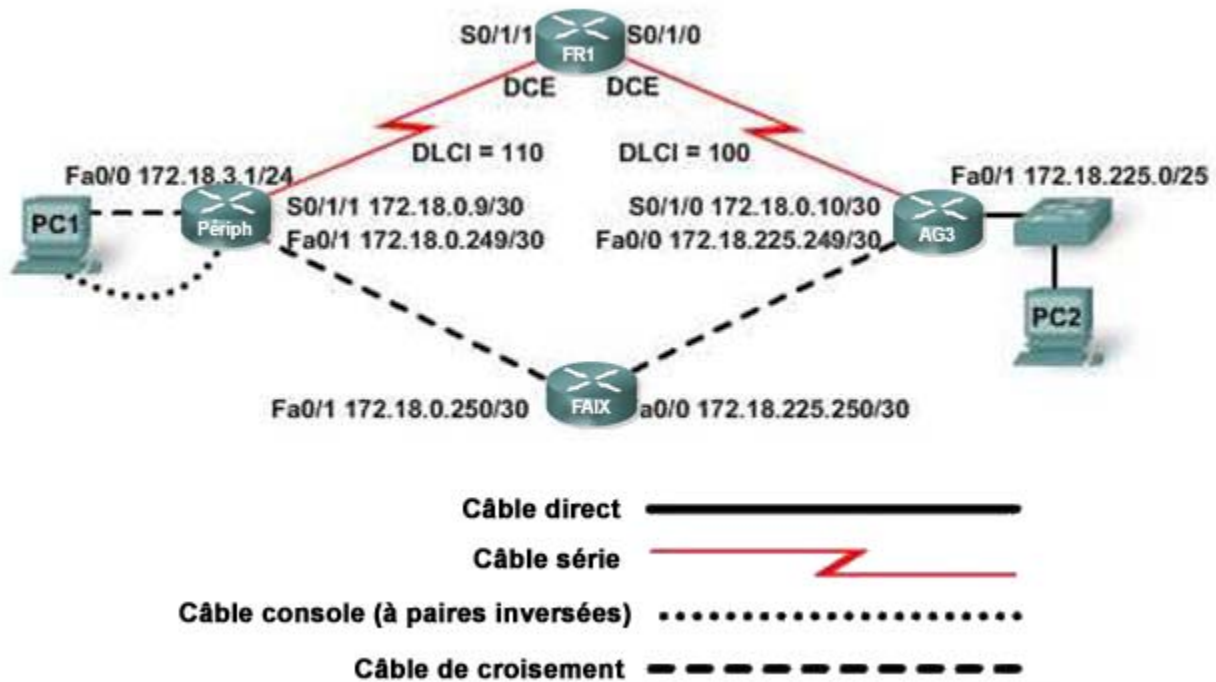 S0/1/1
FR1
S0/1/0
DCE
DCE
DLCI = 110
DLCI = 100
Fa0/0 172.18.3.1/24
Fa0/1 172.18.225.0/25
PC1
Périph
S0/1/1 172.18.0.9/30
S0/1/0 172.18.0.10/30
AG3
Fa0/1 172.18.0.249/30
Fa0/0 172.18.225.249/30
PC2
Fa0/1 172.18.0.250/30
FAIX
a0/0 172.18.225.250/30
Câble direct
Câble série
Câble console (à paires inversées)
Câble de croisement